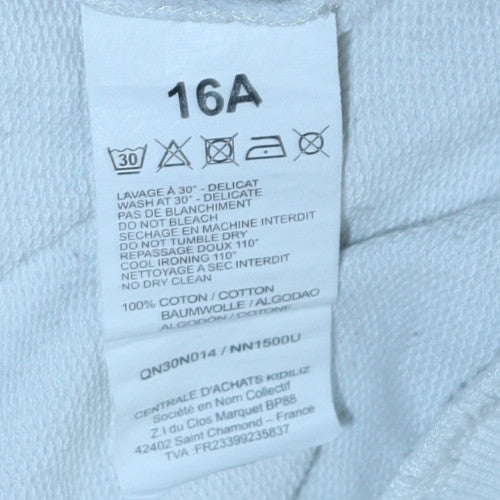 16A
30
LAVAGE À 30° - DELICAT
WASH AT 30° - DELICATE
PAS DE BLANCHIMENT
DO NOT BLEACH
SECHAGE EN MACHINE INTERDIT
DO NOT TUMBLE DRY
REPASSAGE DOUX 110°
COOL IRONING 110°
NETTOYAGE A SEC INTERDIT
NO DRY CLEAN
100% COTON / COTTON
BAUMWOLLE / ALGODAO
ALGODÓN / COTONE
QN30N014 / NN1500U
CENTRALE D'ACHATS KIDILIZ
Société en Nom Collectif
Z.I du Clos Marquet BP88
42402 Saint Chamond – France
TVA :FR23399235837